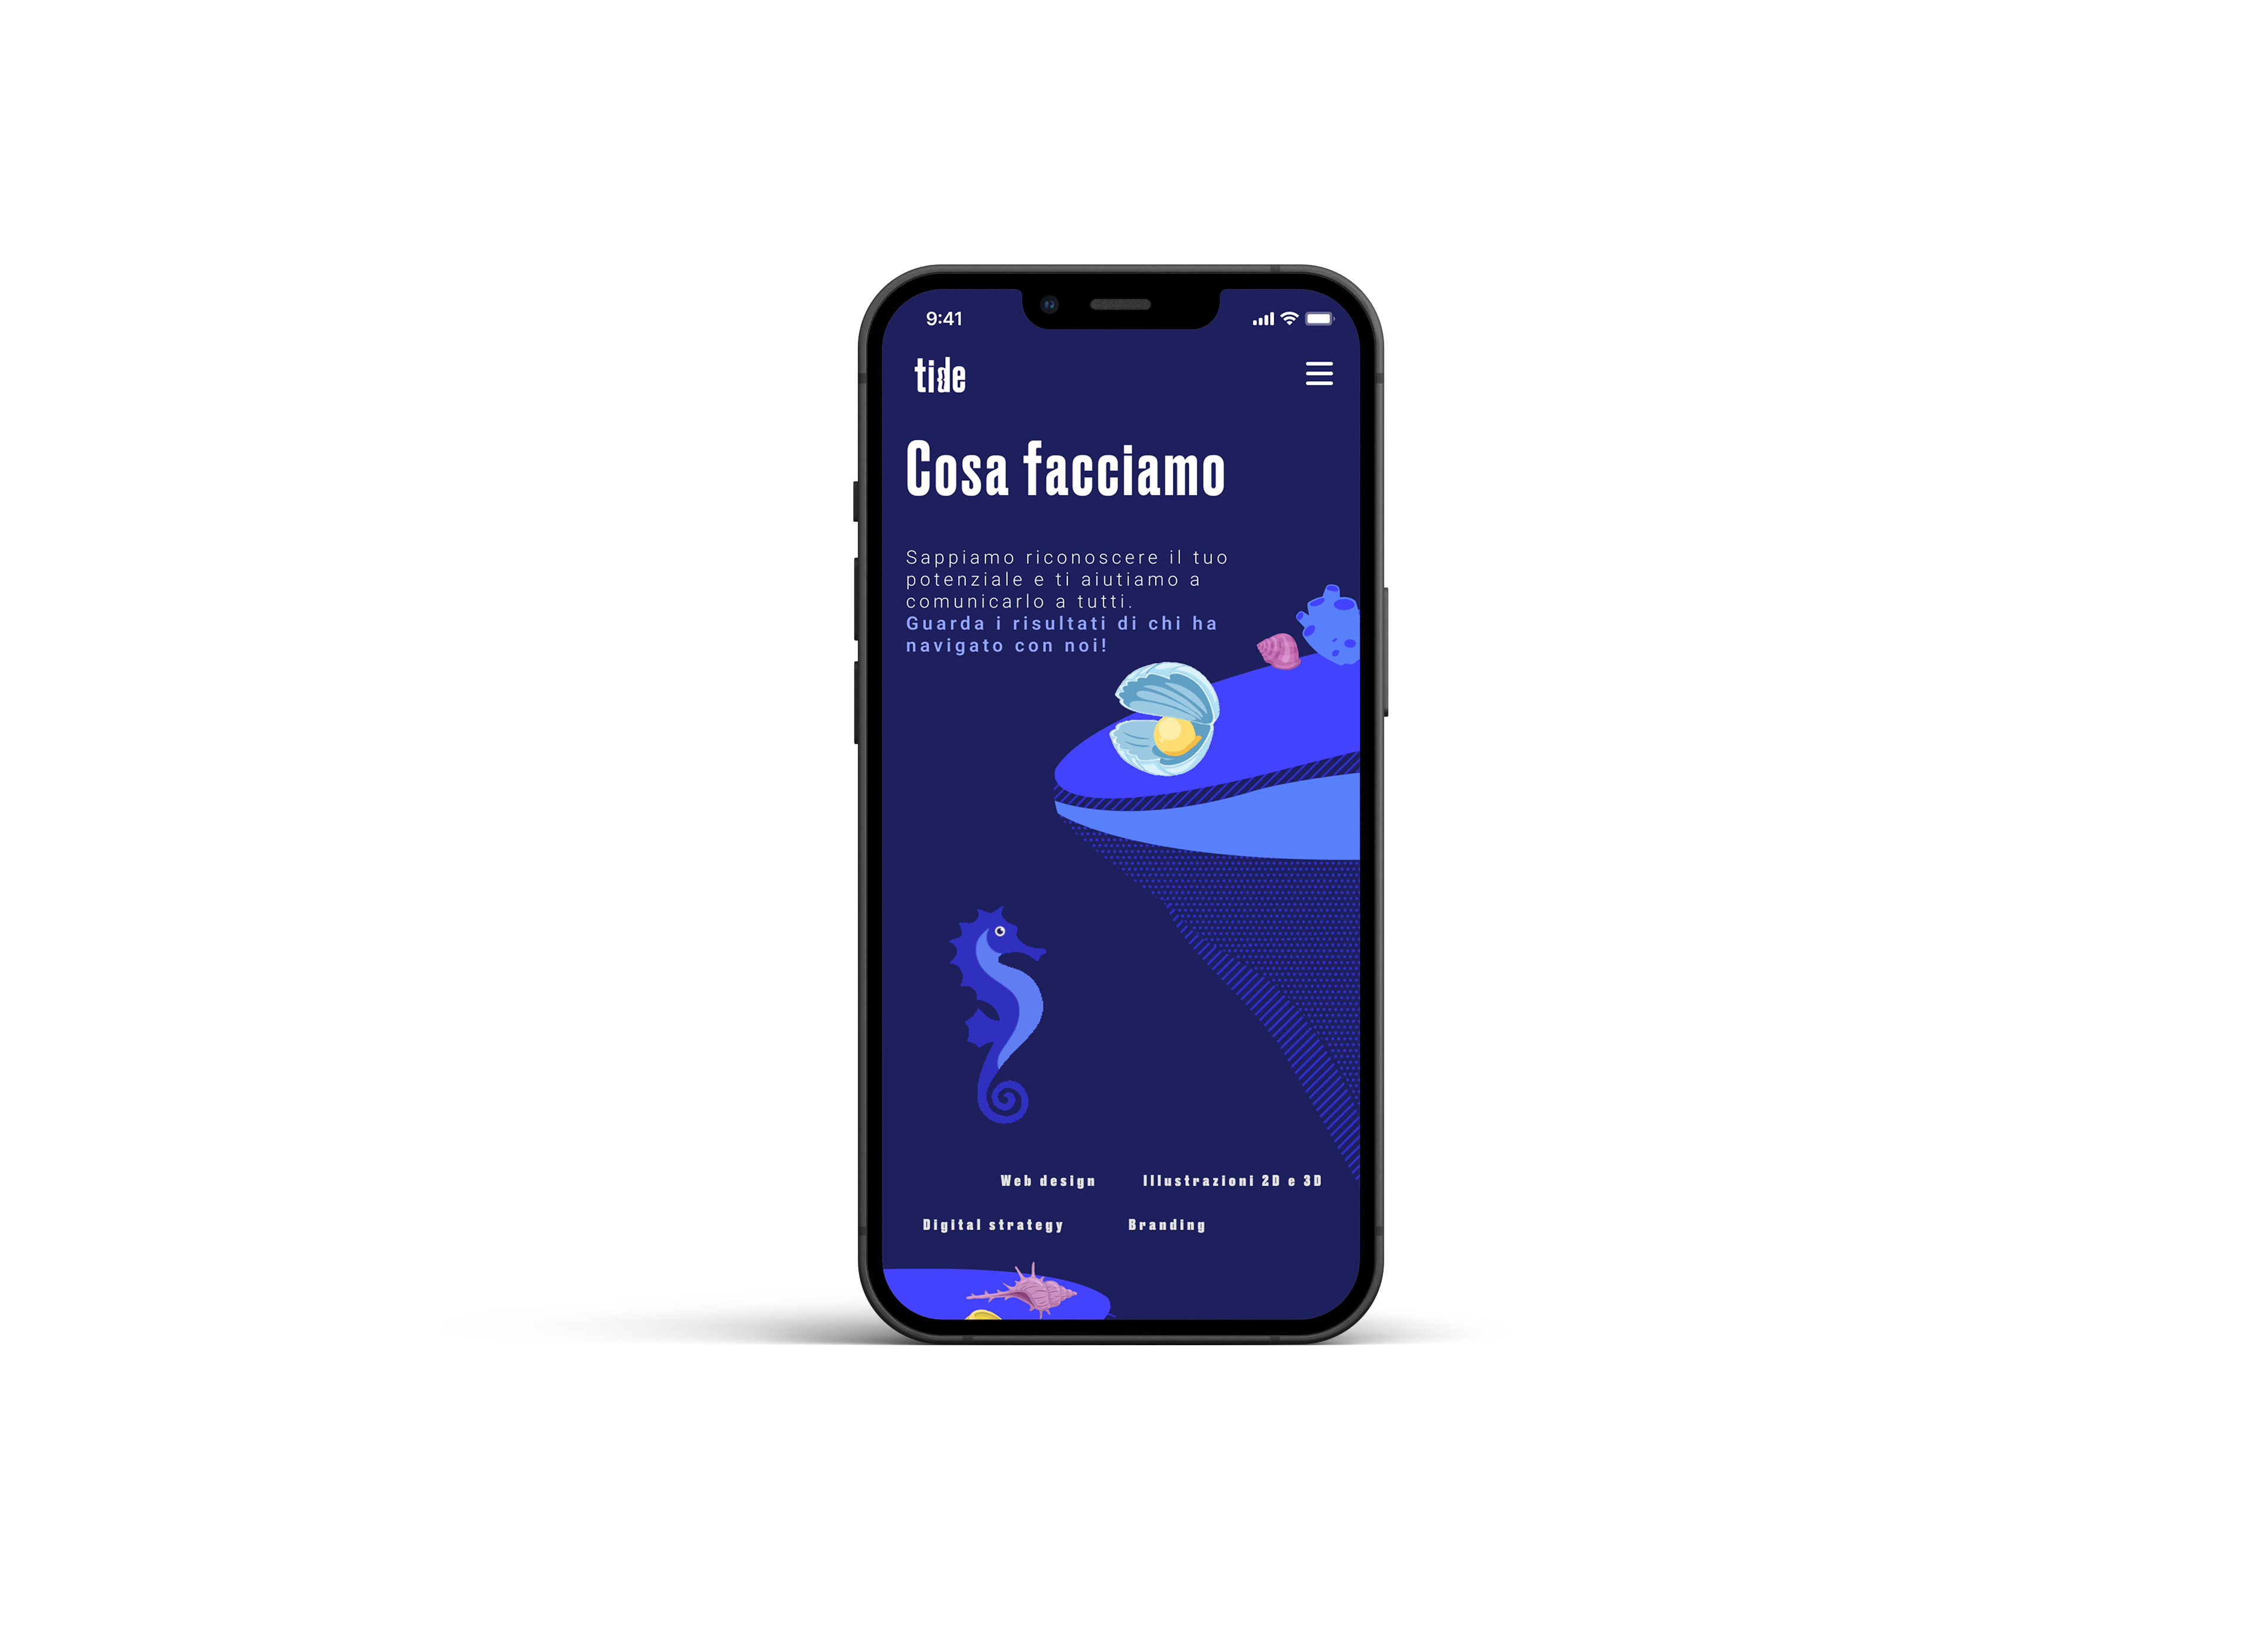 9:41
tide
Cosa facciamo
Sappiamo riconoscere il tuo
potenziale e ti aiutiamo a
comunicarlo a tutti.
Guarda i risultati di chi ha
navigato con noi!
Web design Illustrazioni 2D e 3D
Digital strategy Branding